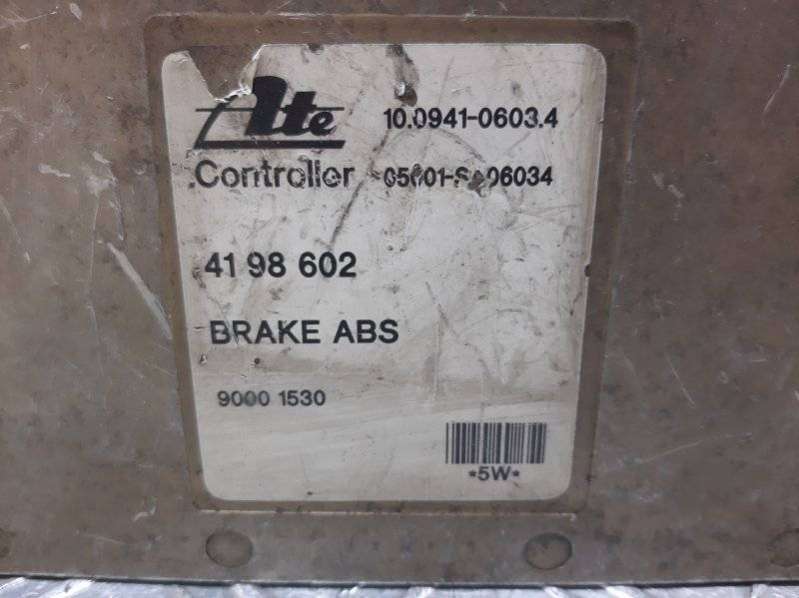 Ate 10.0941-0603.4
Controller
41 98 602
BRAKE ABS
9000 1530
*5W*